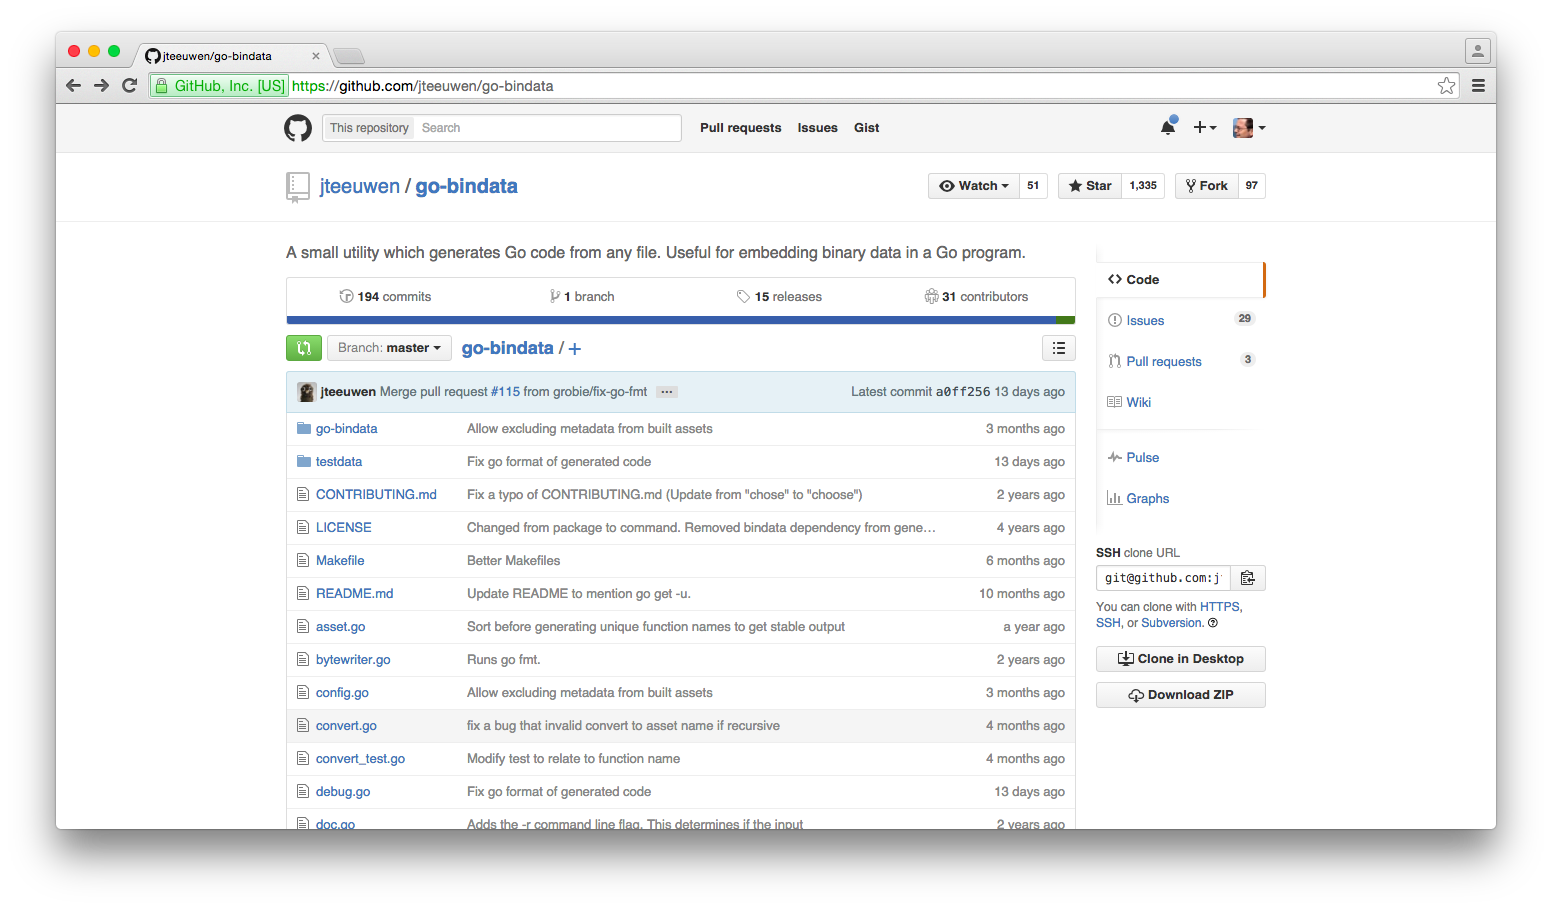 jteeuwen/go-bindata
GitHub, Inc. [US] https://github.com/jteeuwen/go-bindata
This repository Search Pull requests Issues Gist
jteeuwen / go-bindata Watch 51 Star 1,335 Fork 97
A small utility which generates Go code from any file. Useful for embedding binary data in a Go program.
194 commits 1 branch 15 releases 31 contributors
Branch: master go-bindata / +
jteeuwen Merge pull request #115 from grobie/fix-go-fmt ... Latest commit a0ff256 13 days ago
go-bindata Allow excluding metadata from built assets 3 months ago
testdata Fix go format of generated code 13 days ago
CONTRIBUTING.md Fix a typo of CONTRIBUTING.md (Update from "chose" to "choose") 2 years ago
LICENSE Changed from package to command. Removed bindata dependency from gene… 4 years ago
Makefile Better Makefiles 6 months ago
README.md Update README to mention go get -u. 10 months ago
asset.go Sort before generating unique function names to get stable output a year ago
bytewriter.go Runs go fmt. 2 years ago
config.go Allow excluding metadata from built assets 3 months ago
convert.go fix a bug that invalid convert to asset name if recursive 4 months ago
convert_test.go Modify test to relate to function name 4 months ago
debug.go Fix go format of generated code 13 days ago
doc.go Adds the -r command line flag. This determines if the input 2 years ago
Code
Issues 29
Pull requests 3
Wiki
Pulse
Graphs
SSH clone URL
git@github.com:j
You can clone with HTTPS,
SSH, or Subversion.
Clone in Desktop
Download ZIP